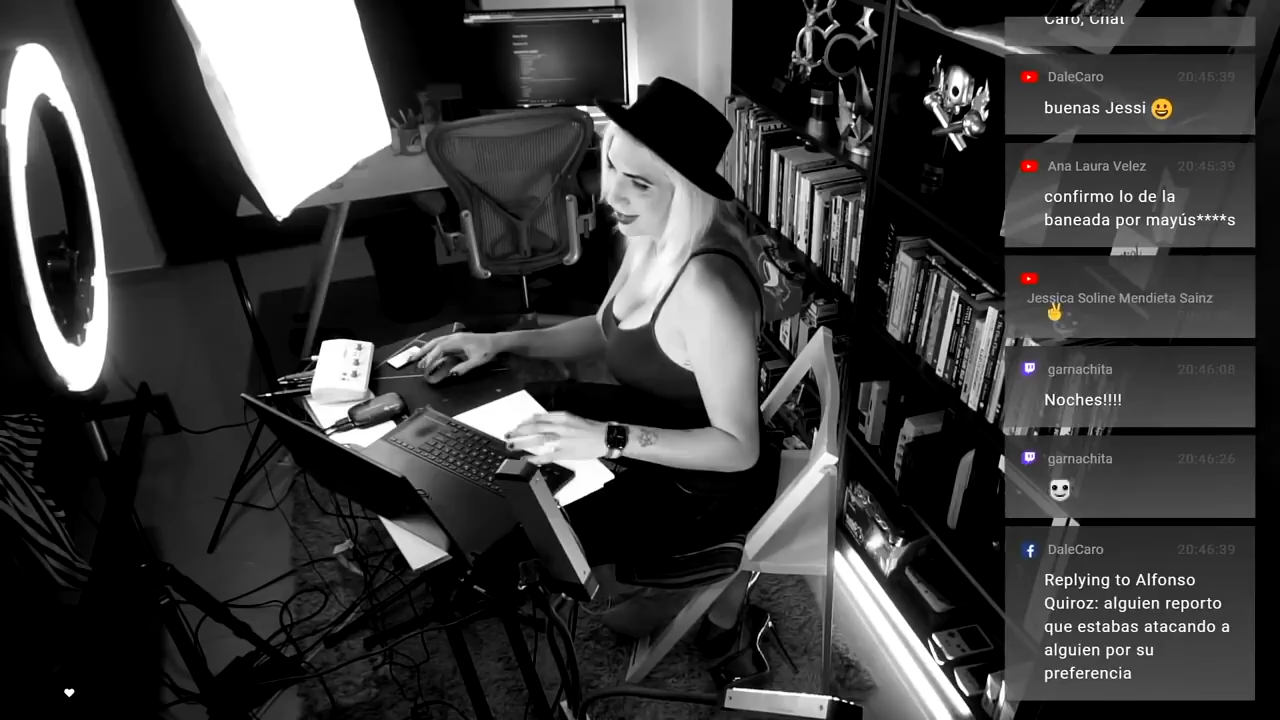 Caro, Chat
DaleCaro 20:45:39
buenas Jessi
Ana Laura Velez 20:45:39
confirmo lo de la
baneada por mayús****s
Jessica Soline Mendieta Sainz
garnachita 20:46:08
Noches!!!!
garnachita 20:46:26
DaleCaro 20:46:39
Replying to Alfonso
Quiroz: alguien reporto
que estabas atacando a
alguien por su
preferencia